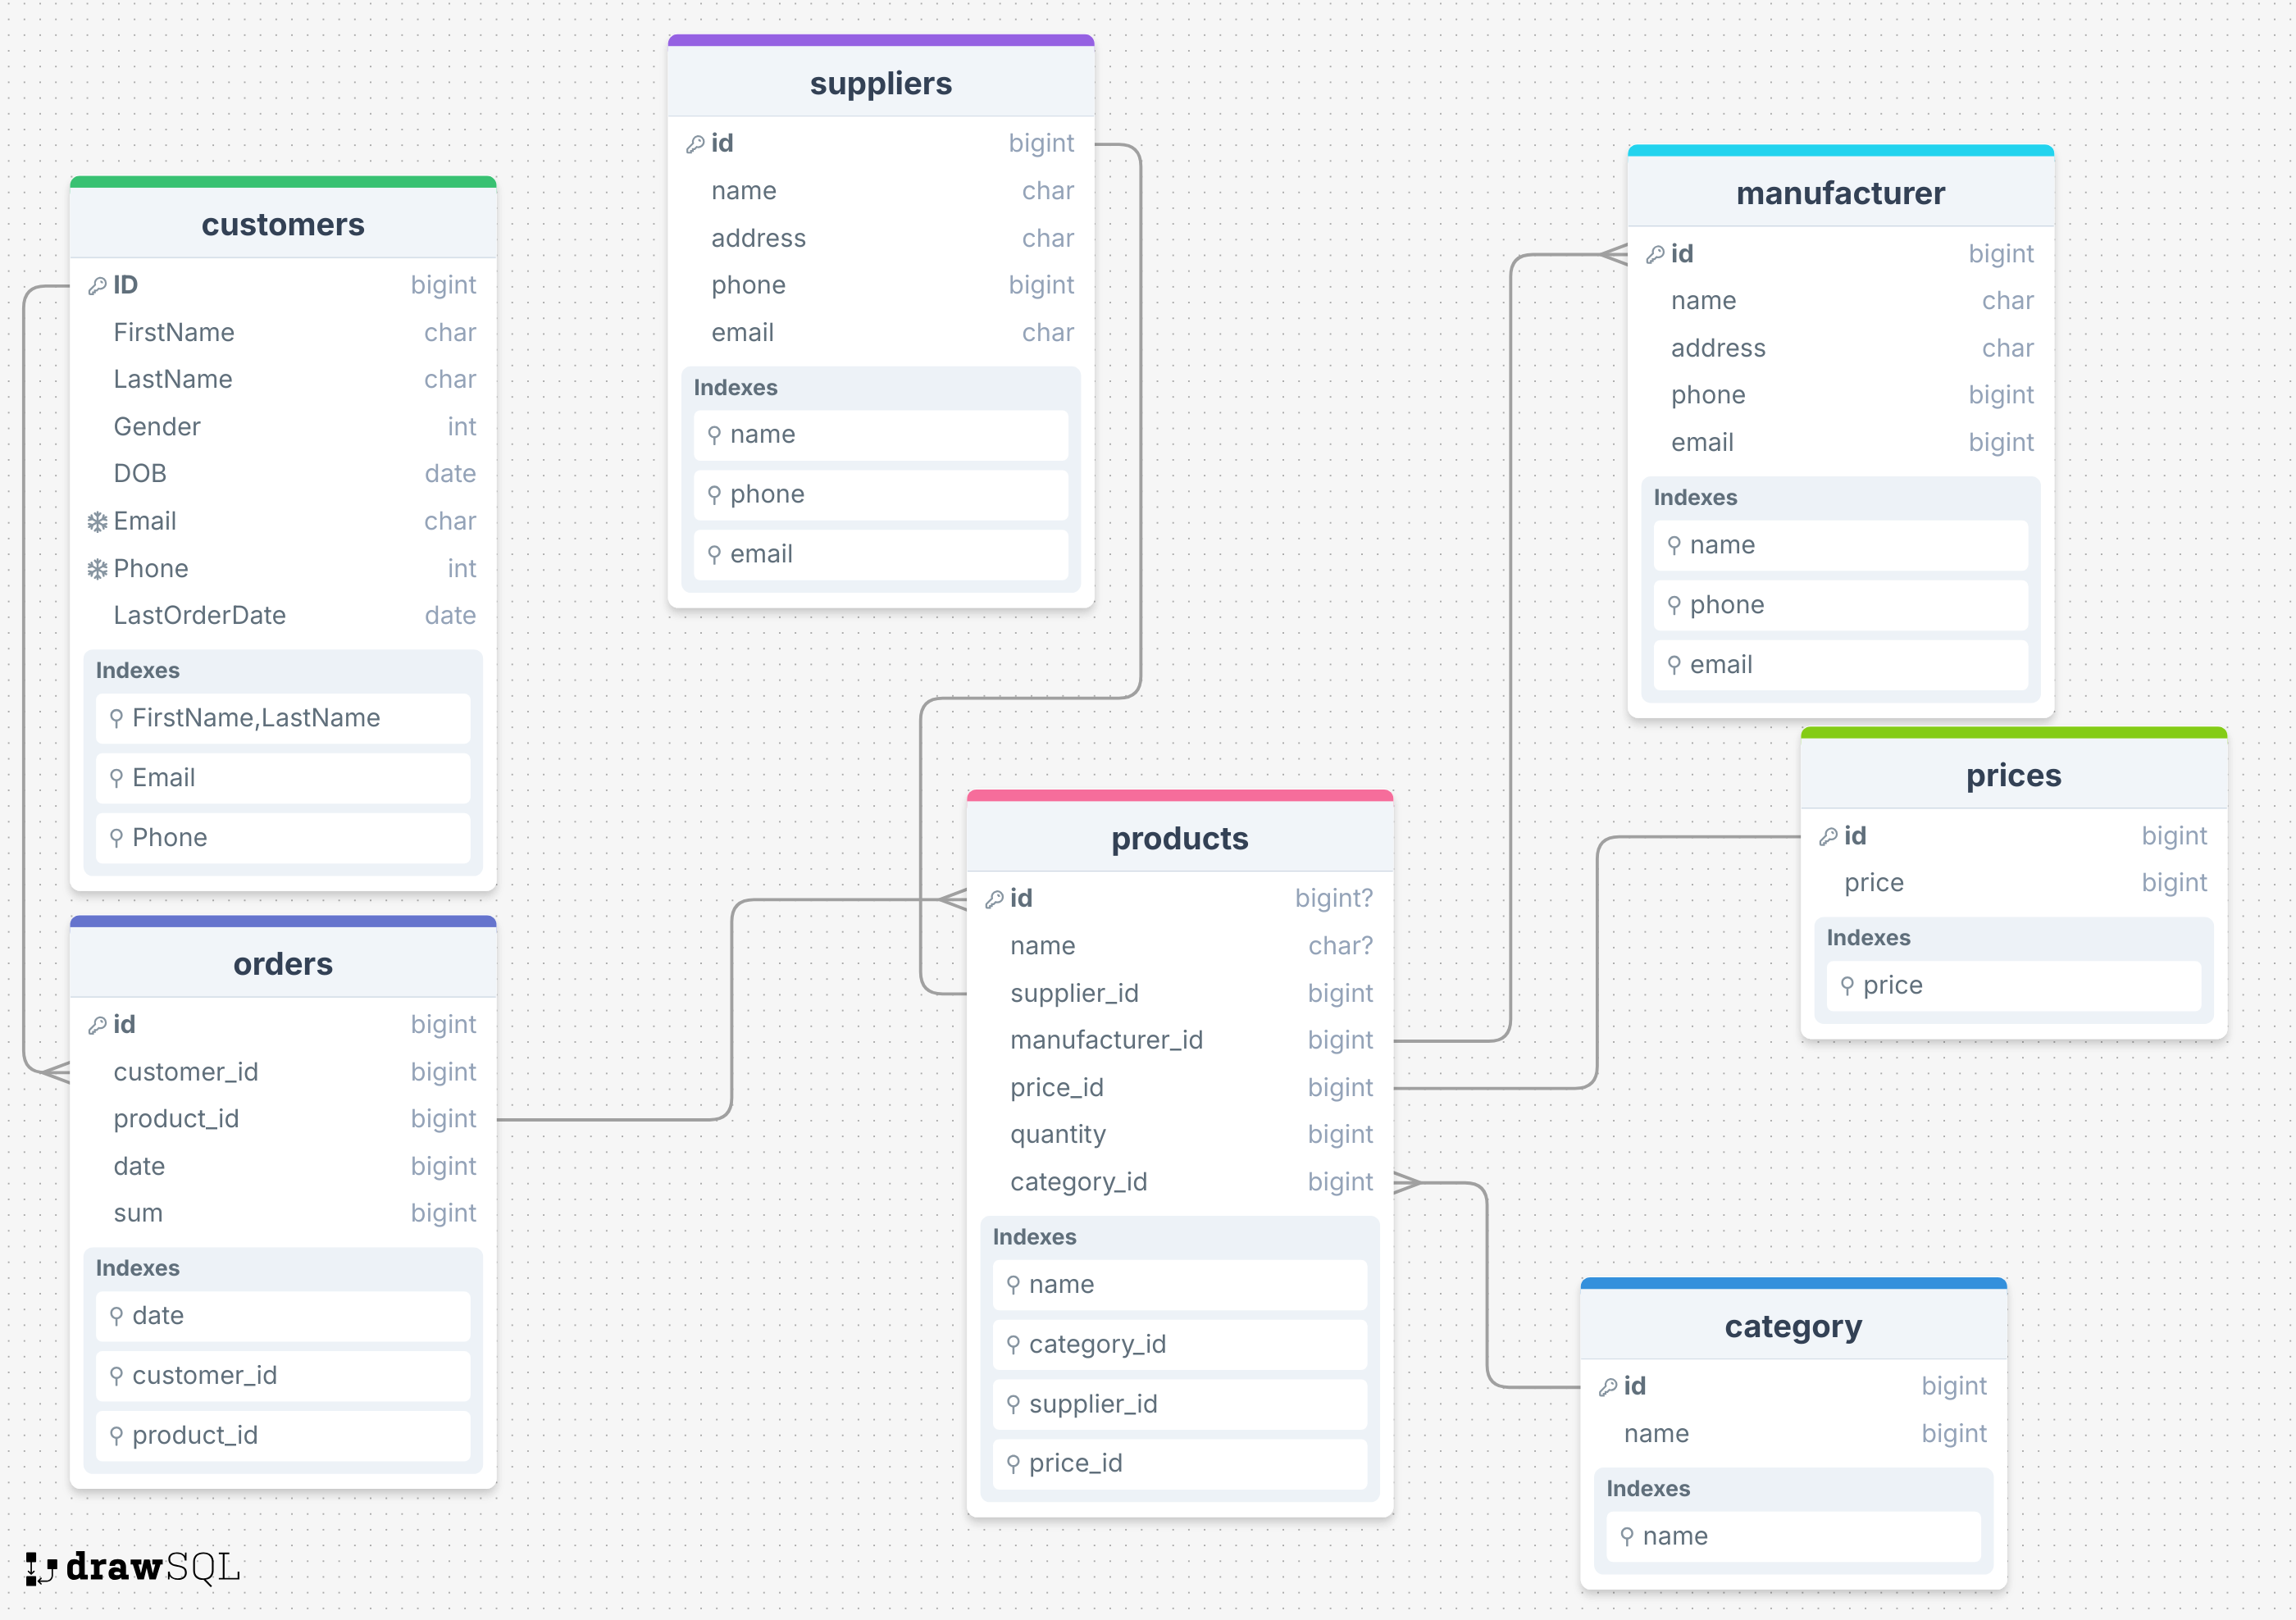 suppliers
id bigint
name char
address char
phone bigint
email char
Indexes
name
phone
email
customers
ID bigint
FirstName char
LastName char
Gender int
DOB date
Email char
Phone int
LastOrderDate date
Indexes
FirstName,LastName
Email
Phone
manufacturer
id bigint
name char
address char
phone bigint
email bigint
Indexes
name
phone
email
prices
id bigint
price bigint
Indexes
price
products
id bigint?
name char?
supplier_id bigint
manufacturer_id bigint
price_id bigint
quantity bigint
category_id bigint
Indexes
name
category_id
supplier_id
price_id
orders
id bigint
customer_id bigint
product_id bigint
date bigint
sum bigint
Indexes
date
customer_id
product_id
category
id bigint
name bigint
Indexes
name
drawSQL